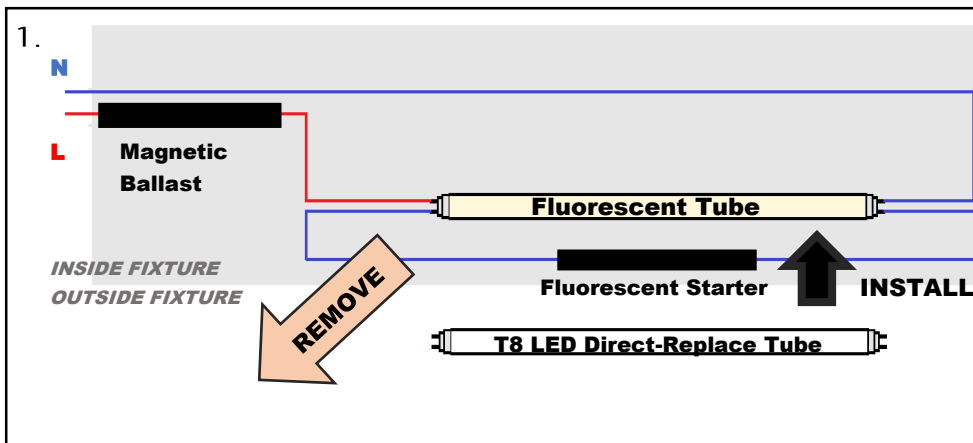 1.
N
L
Magnetic
Ballast
Fluorescent Tube
Fluorescent Starter
INSIDE FIXTURE
OUTSIDE FIXTURE
REMOVE
INSTALL
T8 LED Direct-Replace Tube